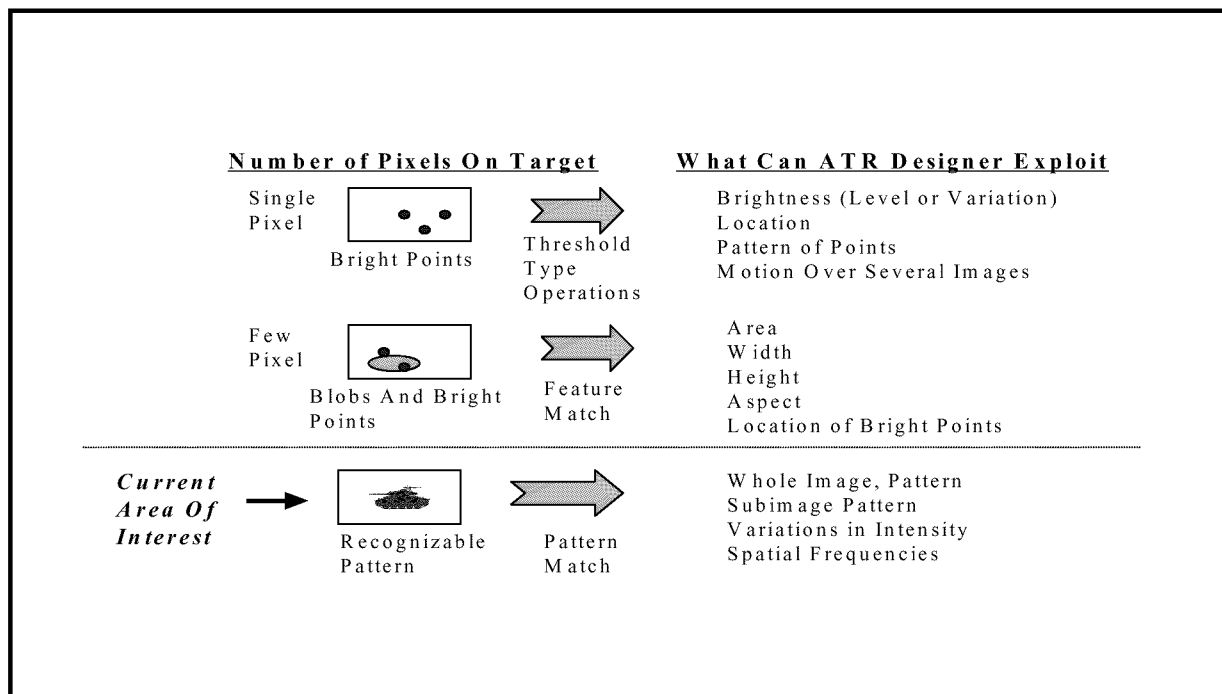 Number of Pixels On Target
What Can ATR Designer Exploit
Single
Pixel
Bright Points
Threshold
Type
Operations
Brightness (Level or Variation)
Location
Pattern of Points
Motion Over Several Images
Few
Pixel
Blobs And Bright
Points
Feature
Match
Area
Width
Height
Aspect
Location of Bright Points
Current
Area Of
Interest
Recognizable
Pattern
Pattern
Match
Whole Image, Pattern
Subimage Pattern
Variations in Intensity
Spatial Frequencies